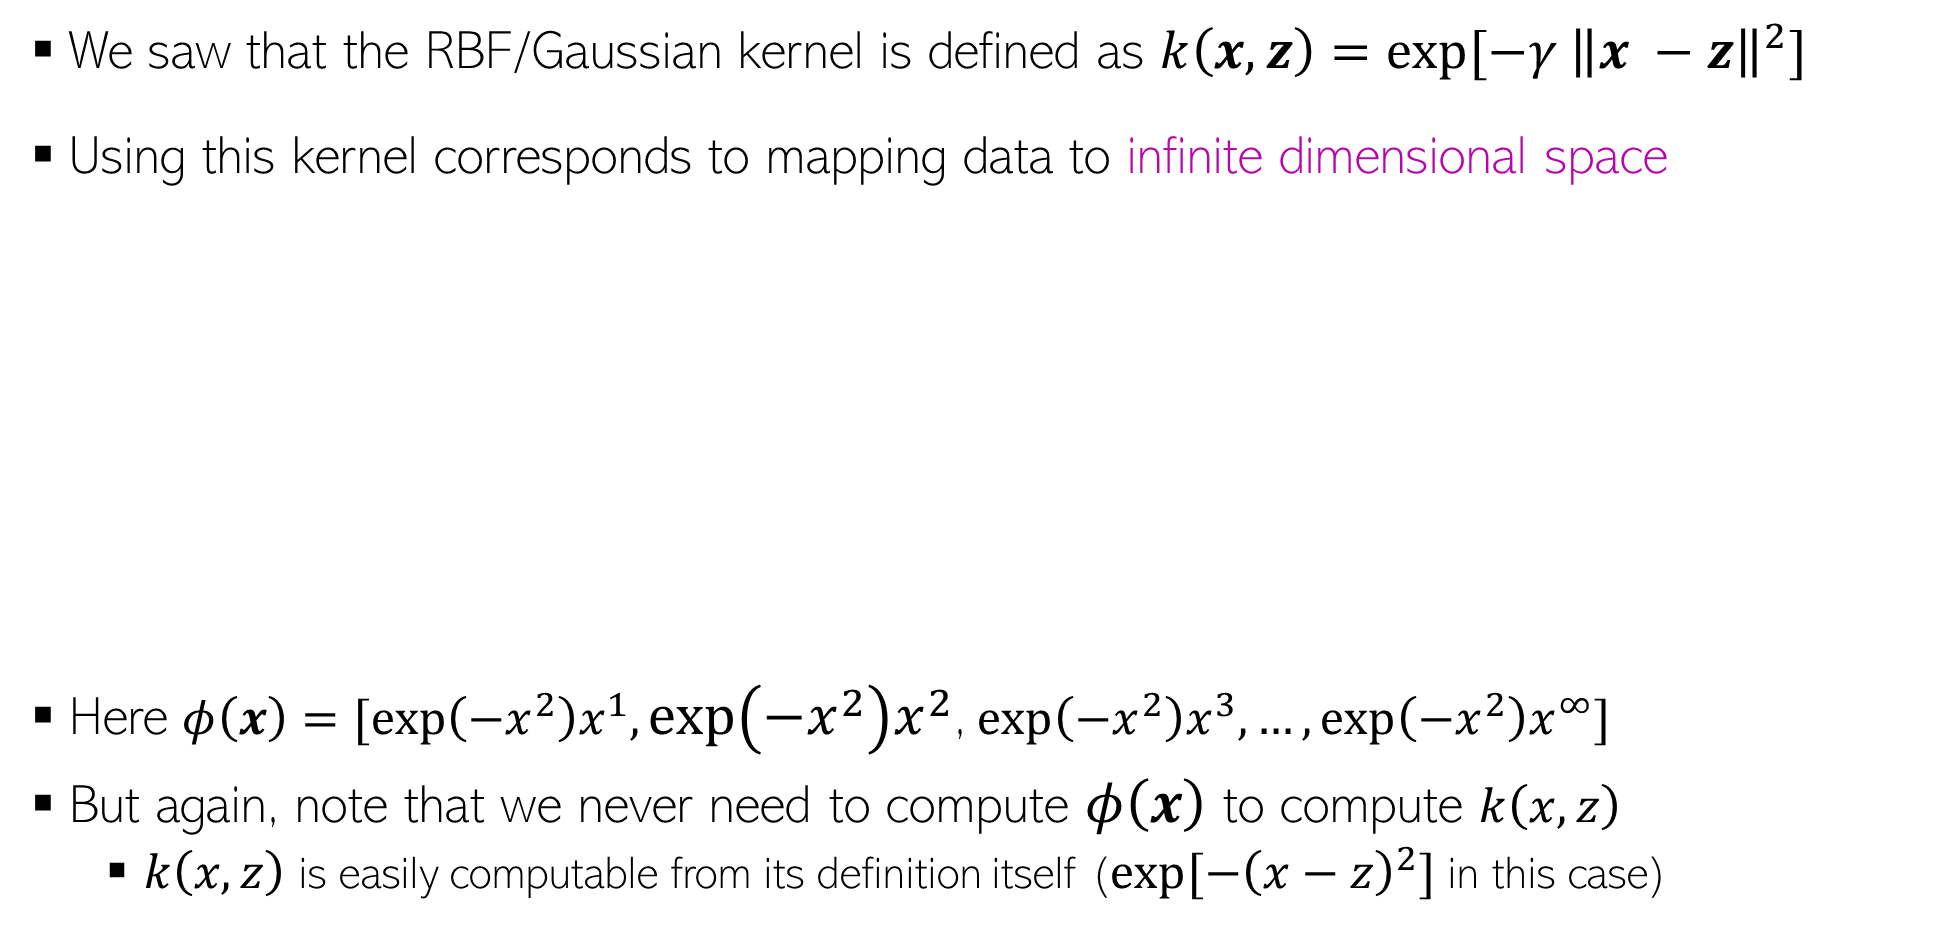 ▪ We saw that the RBF/Gaussian kernel is defined as k(x, z) = exp[−γ ‖x − z‖²]
▪ Using this kernel corresponds to mapping data to infinite dimensional space
▪ Here ϕ(x) = [exp(−x²)x¹, exp(−x²)x², exp(−x²)x³, … , exp(−x²)x^∞]
▪ But again, note that we never need to compute ϕ(x) to compute k(x, z)
▪ k(x, z) is easily computable from its definition itself (exp[−(x − z)²] in this case)